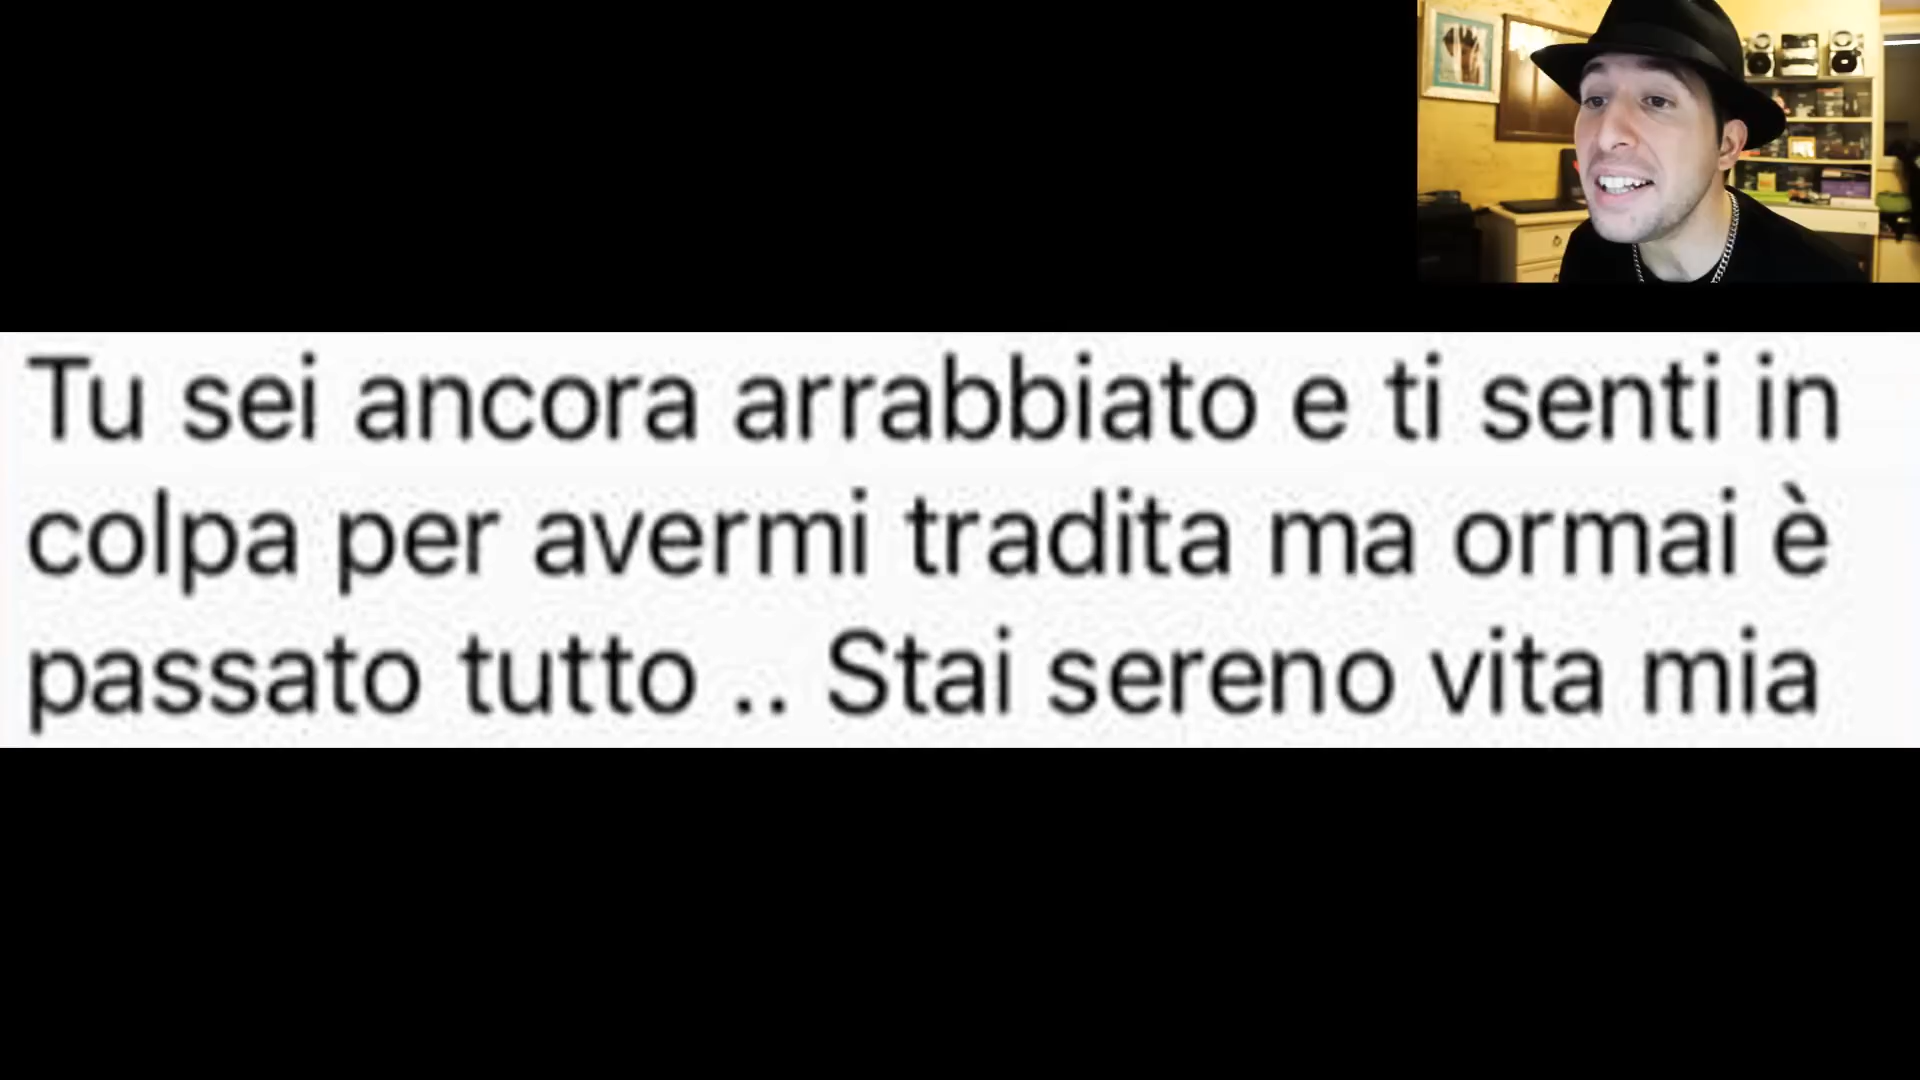 Tu sei ancora arrabbiato e ti senti in
colpa per avermi tradita ma ormai è
passato tutto .. Stai sereno vita mia